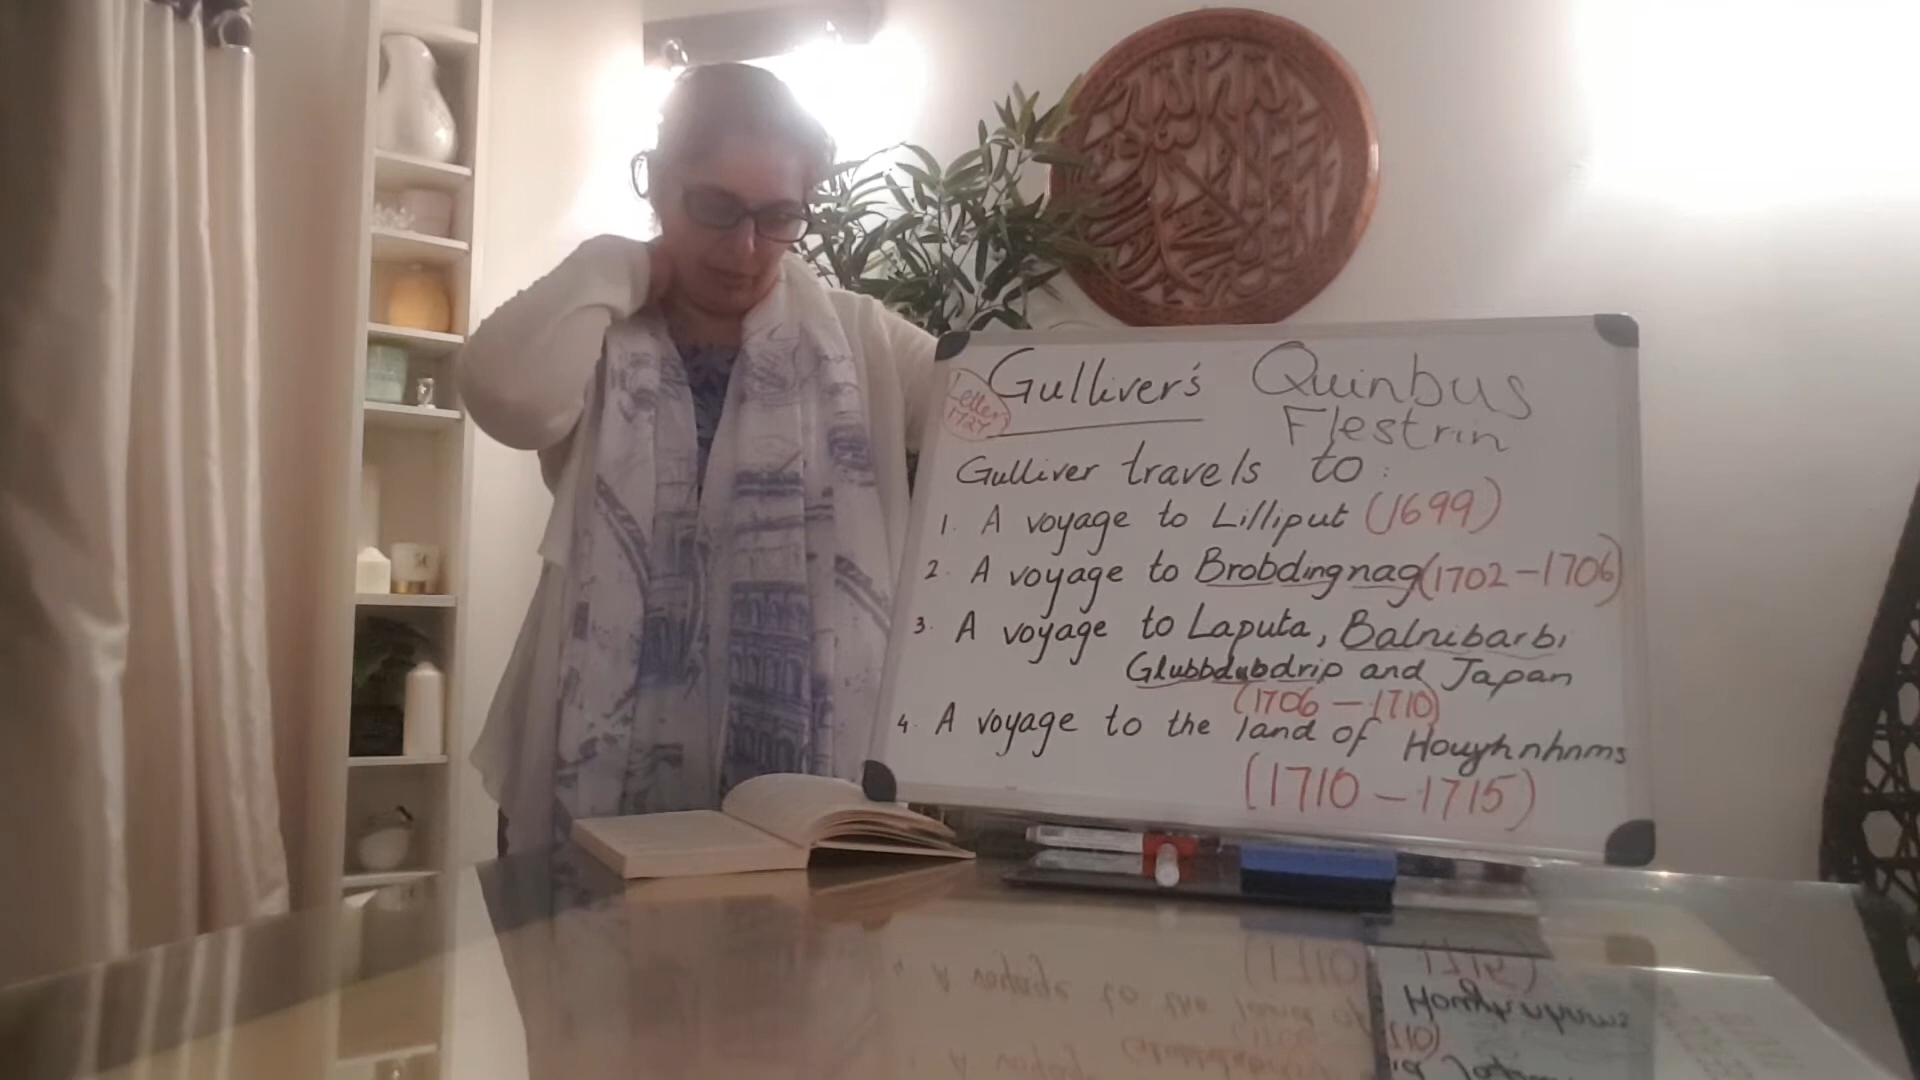 Letter
1727
Gulliver's
Quinbus
Flestrin
Gulliver travels to:
1. A voyage to Lilliput (1699)
2. A voyage to Brobdingnag (1702-1706)
3. A voyage to Laputa, Balnibarbi
Glubbdubdrip and Japan
(1706 - 1710)
4. A voyage to the land of Houyhnhnms
(1710 - 1715)